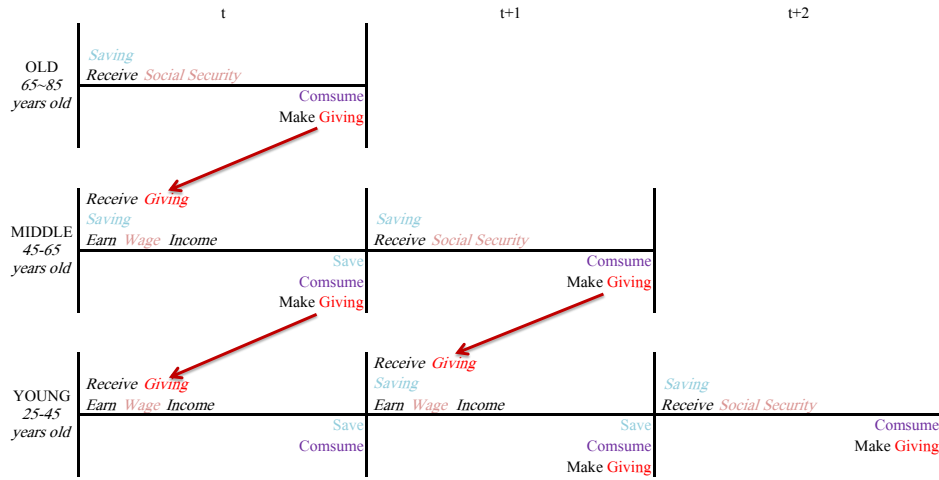 t t+1 t+2
Saving
OLD
Receive Social Security
65~85
years old
Comsume
Make Giving
Receive Giving
Saving Saving
MIDDLE
Earn Wage Income Receive Social Security
45-65
years old
Save Comsume
Comsume Make Giving
Make Giving
Receive Giving
Receive Giving Saving Saving
YOUNG
Earn Wage Income Earn Wage Income Receive Social Security
25-45
years old
Save Save Comsume
Comsume Comsume Make Giving
Make Giving